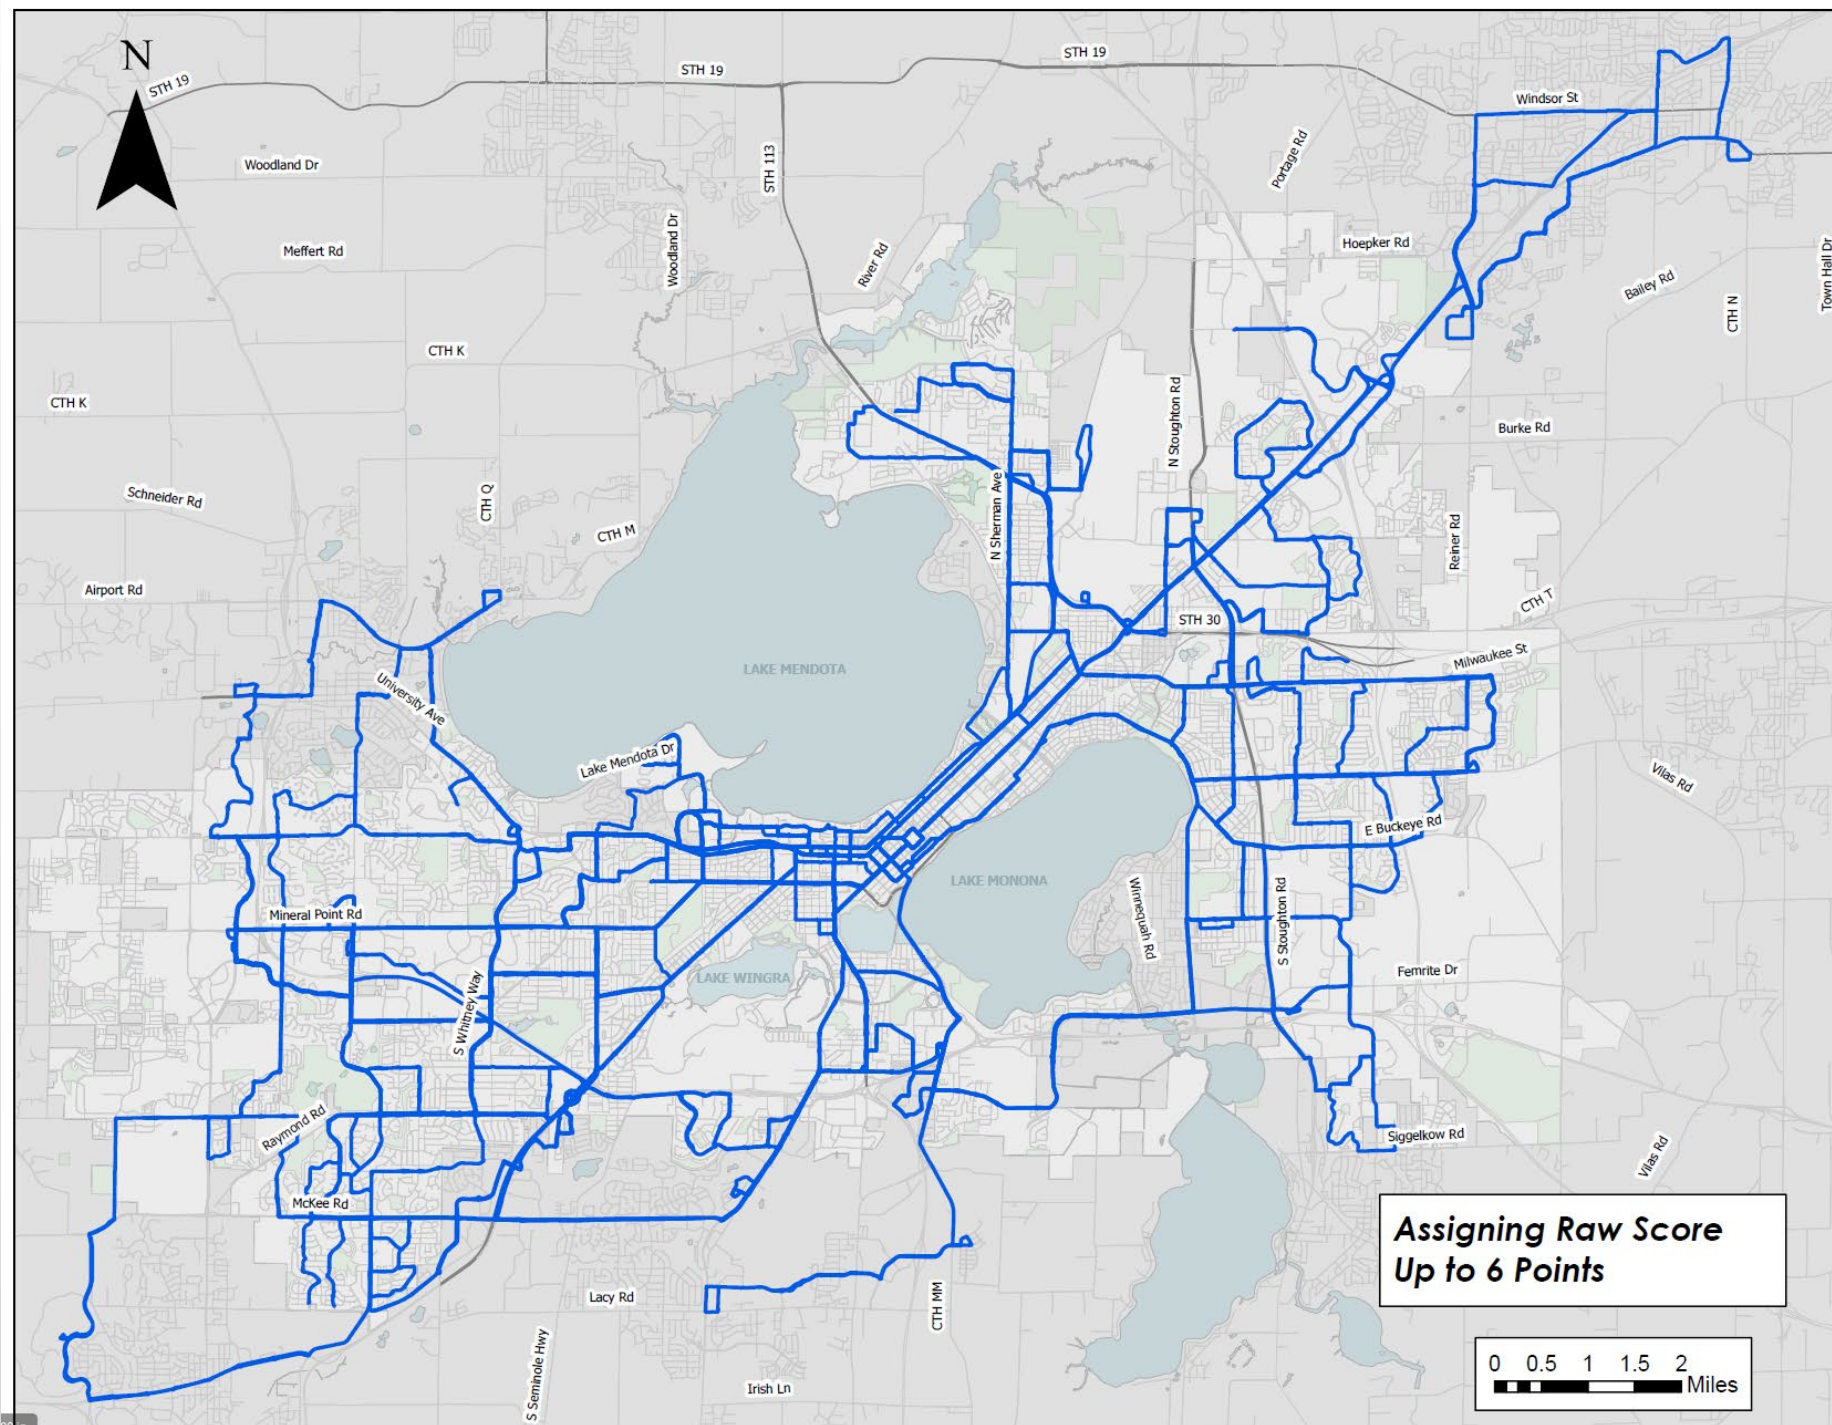 N
STH 19
STH 19
STH 19
Windsor St
Woodland Dr
STH 113
Portage Rd
Woodland Dr
Meffert Rd
River Rd
Hoepker Rd
Town Hall Dr
Bailey Rd
CTH N
CTH K
CTH K
N Stoughton Rd
Burke Rd
Schneider Rd
CTH Q
CTH M
N Sherman Ave
Reiner Rd
Airport Rd
CTH T
STH 30
Milwaukee St
LAKE MENDOTA
University Ave
Lake Mendota Dr
Vilas Rd
E Buckeye Rd
LAKE MONONA
Mineral Point Rd
Winnequah Rd
S Stoughton Rd
LAKE WINGRA
Femrite Dr
S Whitney Way
Raymond Rd
Siggelkow Rd
Vilas Rd
McKee Rd
Assigning Raw Score
Up to 6 Points
Lacy Rd
CTH MM
S Seminole Hwy
Irish Ln
0 0.5 1 1.5 2
Miles